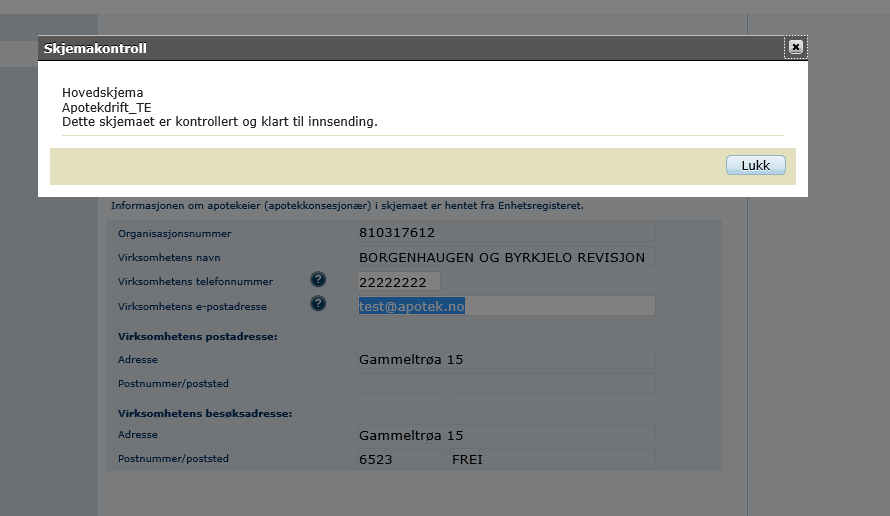 Skjemakontroll
Hovedskjema
Apotekdrift_TE
Dette skjemaet er kontrollert og klart til innsending.
Lukk
Informasjonen om apotekeier (apotekkonsesjonær) i skjemaet er hentet fra Enhetsregisteret.
Organisasjonsnummer 810317612
Virksomhetens navn BORGENHAUGEN OG BYRKJELO REVISJON
Virksomhetens telefonnummer ? 22222222
Virksomhetens e-postadresse ? test@apotek.no
Virksomhetens postadresse:
Adresse Gammeltrøa 15
Postnummer/poststed
Virksomhetens besøksadresse:
Adresse Gammeltrøa 15
Postnummer/poststed 6523 FREI